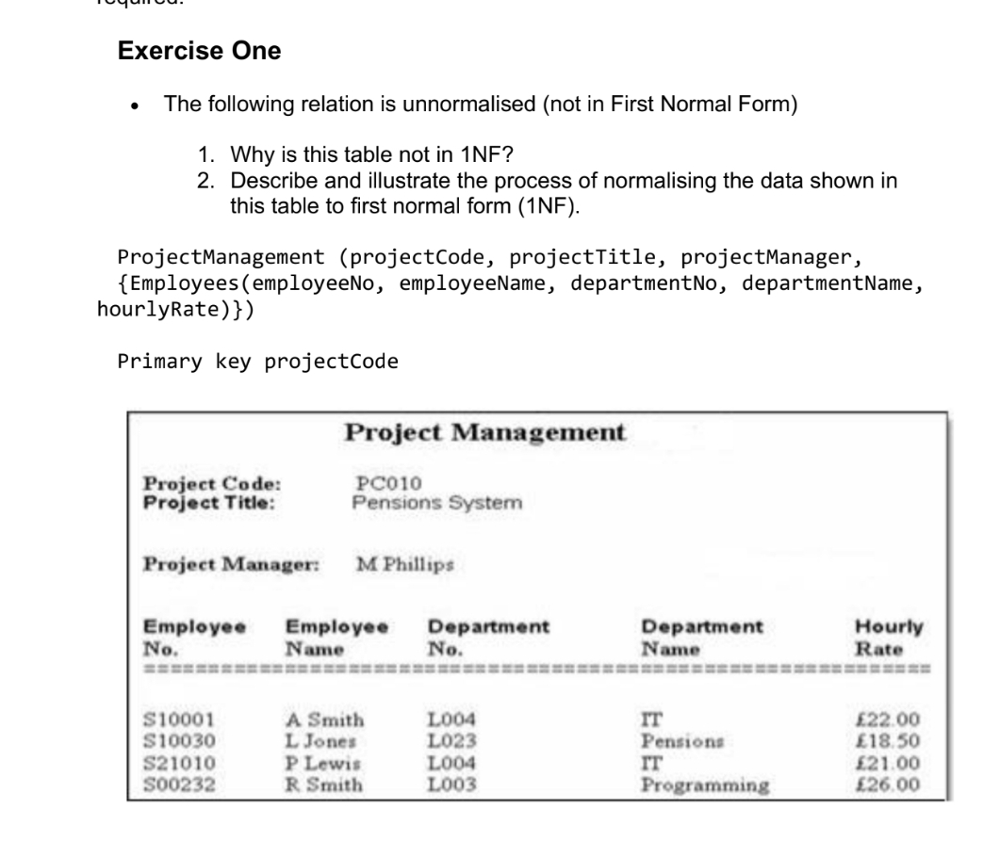 required.
Exercise One
• The following relation is unnormalised (not in First Normal Form)
1. Why is this table not in 1NF?
2. Describe and illustrate the process of normalising the data shown in
this table to first normal form (1NF).
ProjectManagement (projectCode, projectTitle, projectManager,
{Employees(employeeNo, employeeName, departmentNo, departmentName,
hourlyRate)})
Primary key projectCode
Project Management
Project Code: PC010
Project Title: Pensions System
Project Manager: M Phillips
Employee Employee Department Department Hourly
No. Name No. Name Rate
S10001 A Smith L004 IT £22.00
S10030 L Jones L023 Pensions £18.50
S21010 P Lewis L004 IT £21.00
S00232 R Smith L003 Programming £26.00